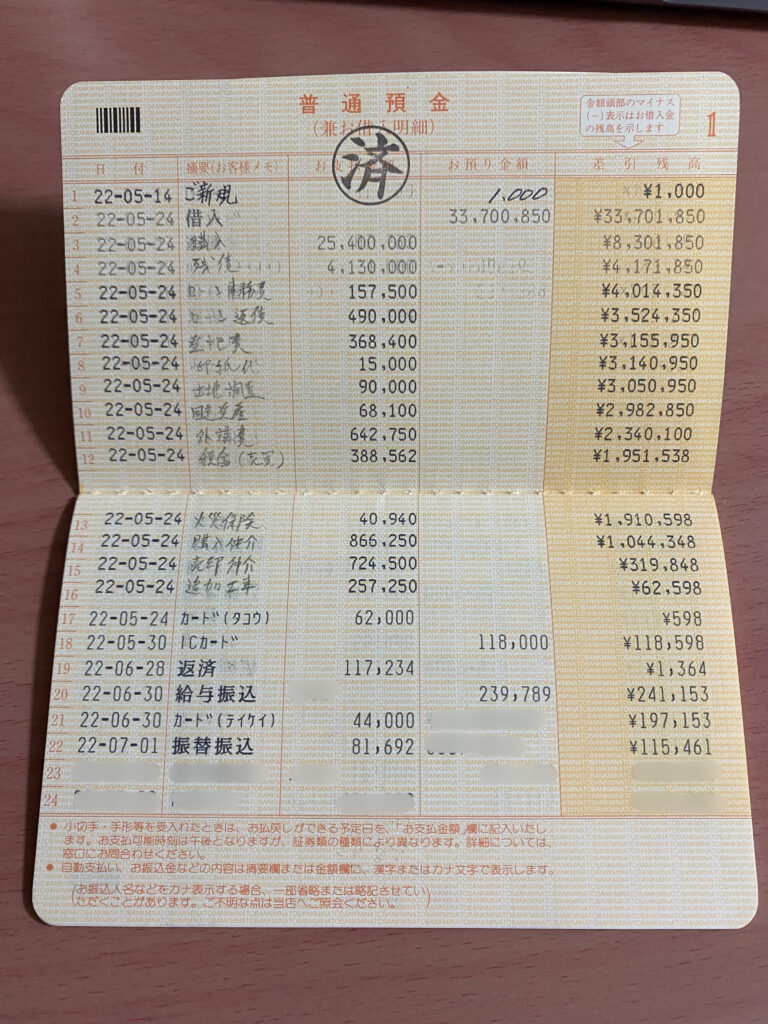 普通預金
(兼お借入明細)
金額頭部のマイナス
(－)表示はお借入金
の残高を示します
1
済
日 付 摘要(お客様メモ) お支 お預り金額 差引残高
1 22-05-14 ご新規 1,000 ¥1,000
2 22-05-24 借入 33,700,850 ¥33,701,850
3 22-05-24 購入 25,400,000 ¥8,301,850
4 22-05-24 残債 4,130,000 ¥4,171,850
5 22-05-24 157,500 ¥4,014,350
6 22-05-24 490,000 ¥3,524,350
7 22-05-24 登記費 368,400 ¥3,155,950
8 22-05-24 印紙代 15,000 ¥3,140,950
9 22-05-24 土地調査 90,000 ¥3,050,950
10 22-05-24 68,100 ¥2,982,850
11 22-05-24 外構費 642,750 ¥2,340,100
12 22-05-24 税金(売買) 388,562 ¥1,951,538
13 22-05-24 火災保険 40,940 ¥1,910,598
14 22-05-24 購入仲介 866,250 ¥1,044,348
15 22-05-24 売却仲介 724,500 ¥319,848
16 22-05-24 追加工事 257,250 ¥62,598
17 22-05-24 カード(タコウ) 62,000 ¥598
18 22-05-30 ICカード 118,000 ¥118,598
19 22-06-28 返済 117,234 ¥1,364
20 22-06-30 給与振込 239,789 ¥241,153
21 22-06-30 カード(テイケイ) 44,000 ¥197,153
22 22-07-01 振替振込 81,692 ¥115,461
23
24
● 小切手・手形等を受入れたときは、お払戻しができる予定日を、「お支払金額」欄に記入いたし
ます。お支払可能時刻は午後となりますが、証券類の種類により異なります。詳細については、
窓口にお問合わせください。
● 自動支払い、お振込金などの内容は摘要欄または金額欄に、漢字またはカナ文字で表示します。
(お振込人名などをカナ表示する場合、一部省略または略記させてい
ただくことがあります。ご不明な点は当店へご照会ください。)